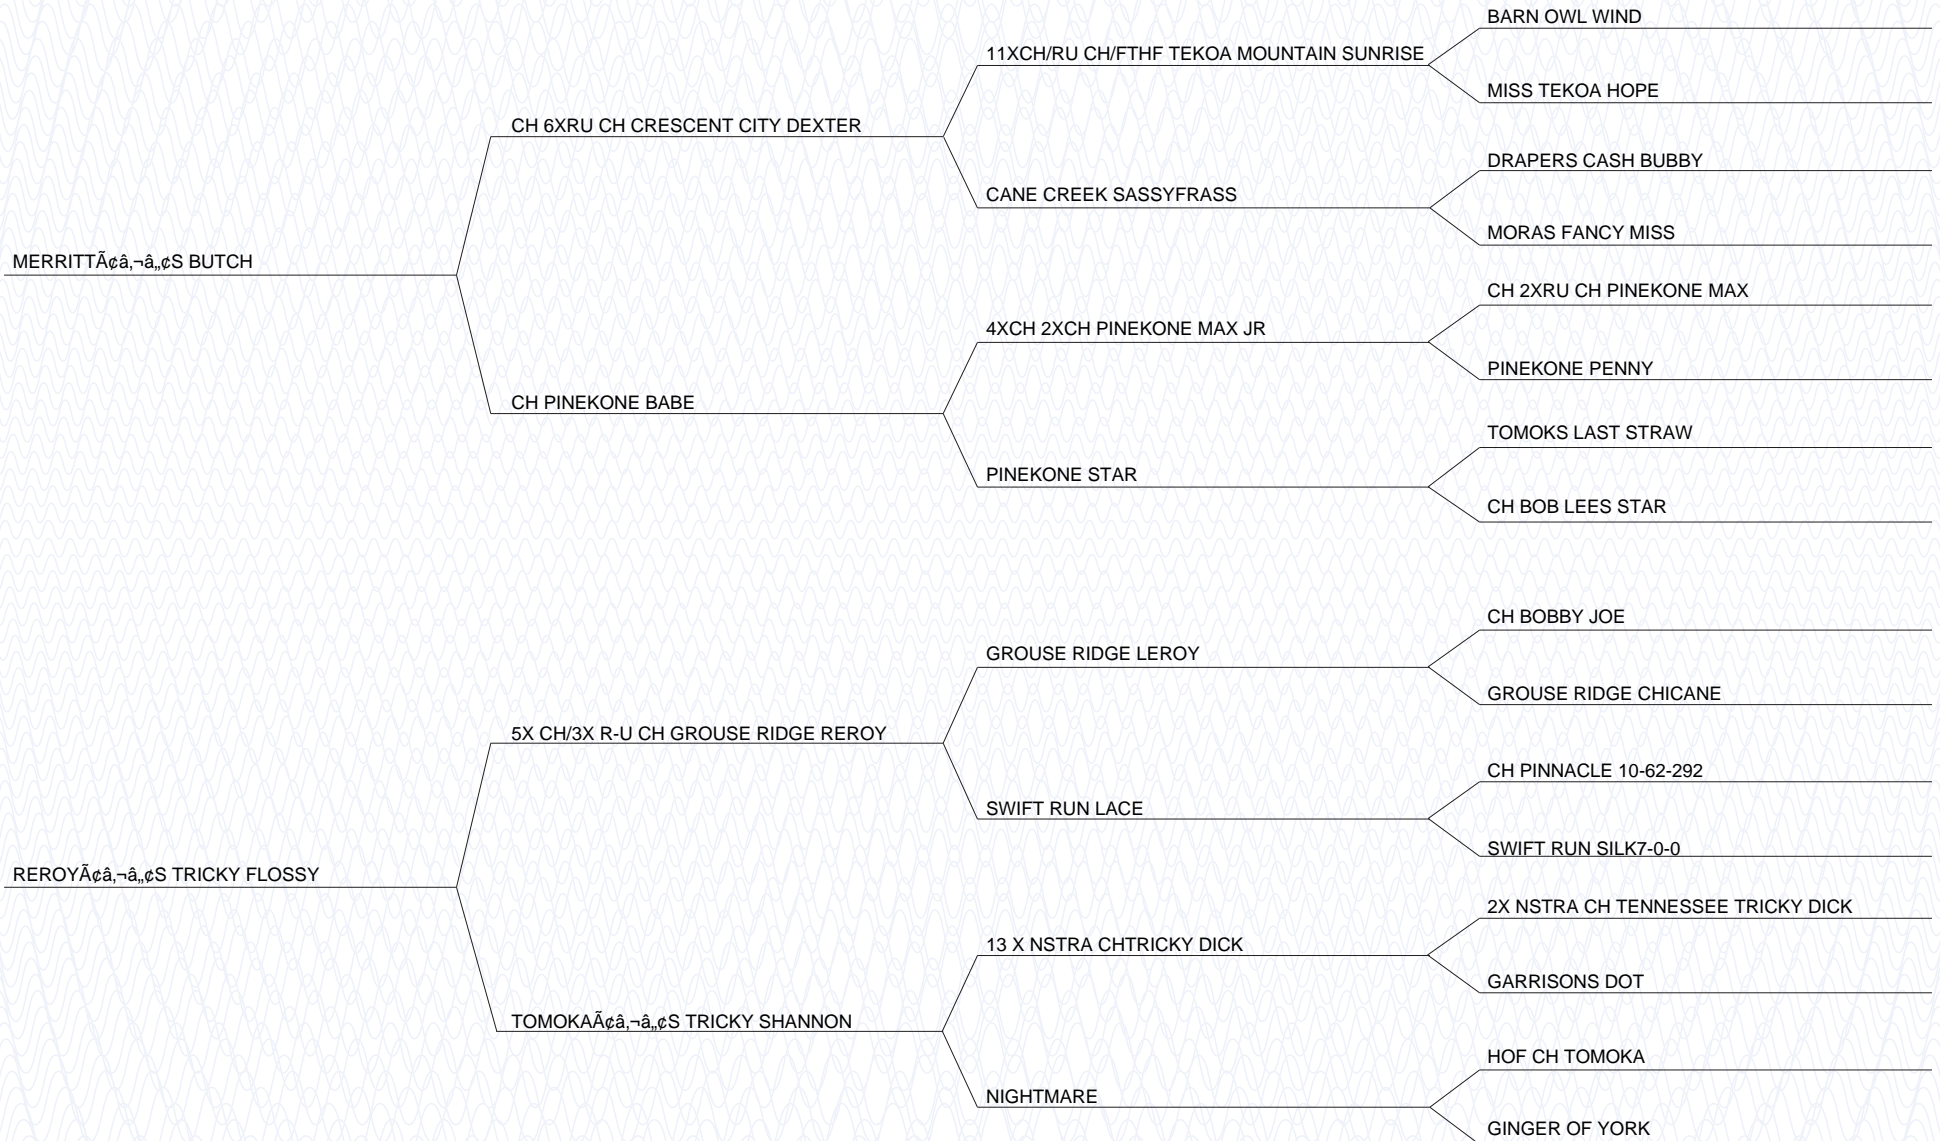 BARN OWL WIND
11XCH/RU CH/FTHF TEKOA MOUNTAIN SUNRISE
MISS TEKOA HOPE
CH 6XRU CH CRESCENT CITY DEXTER
DRAPERS CASH BUBBY
CANE CREEK SASSYFRASS
MORAS FANCY MISS
MERRITTÃ¢â‚¬â„¢S BUTCH
CH 2XRU CH PINEKONE MAX
4XCH 2XCH PINEKONE MAX JR
PINEKONE PENNY
CH PINEKONE BABE
TOMOKS LAST STRAW
PINEKONE STAR
CH BOB LEES STAR
CH BOBBY JOE
GROUSE RIDGE LEROY
GROUSE RIDGE CHICANE
5X CH/3X R-U CH GROUSE RIDGE REROY
CH PINNACLE 10-62-292
SWIFT RUN LACE
SWIFT RUN SILK7-0-0
REROYÃ¢â‚¬â„¢S TRICKY FLOSSY
2X NSTRA CH TENNESSEE TRICKY DICK
13 X NSTRA CHTRICKY DICK
GARRISONS DOT
TOMOKAÃ¢â‚¬â„¢S TRICKY SHANNON
HOF CH TOMOKA
NIGHTMARE
GINGER OF YORK